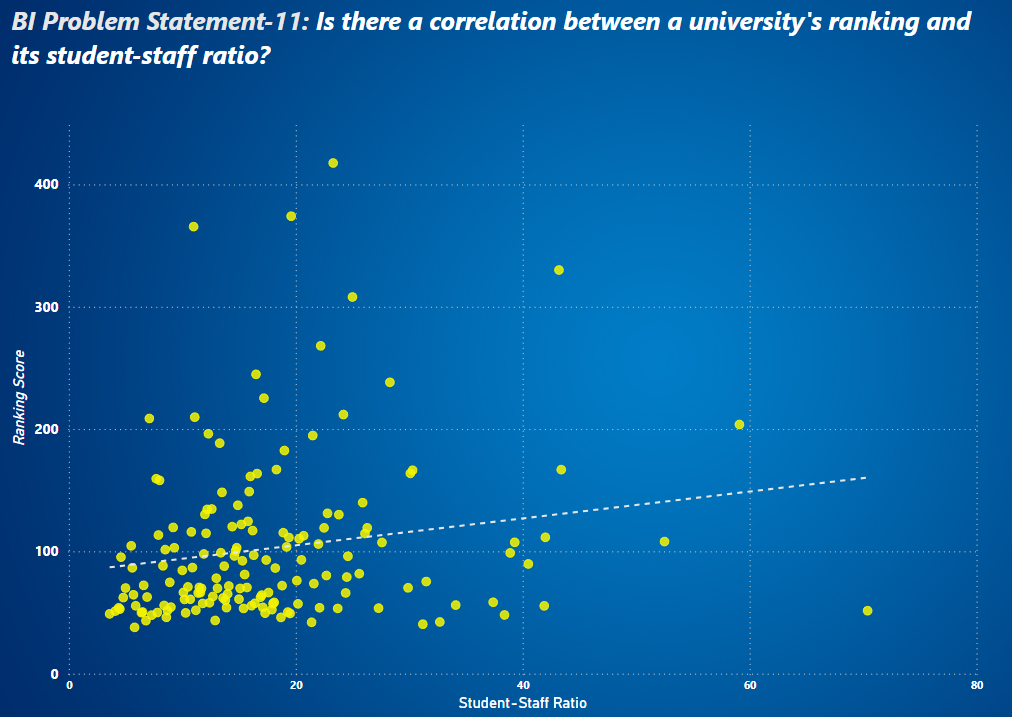 BI Problem Statement-11: Is there a correlation between a university's ranking and
its student-staff ratio?
400
300
200
100
0
Ranking Score
0 20 40 60 80
Student-Staff Ratio